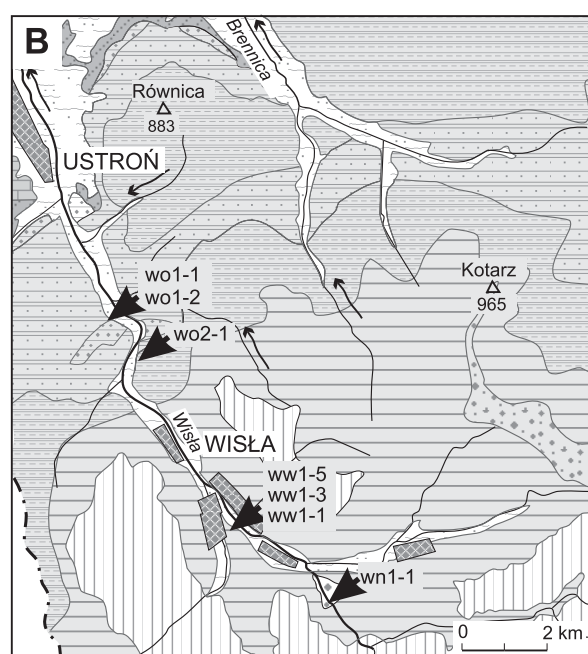 B
Brennica
Równica
883
USTROŃ
Kotarz
965
wo1-1
wo1-2
wo2-1
Wisła
WISŁA
ww1-5
ww1-3
ww1-1
wn1-1
0 2 km